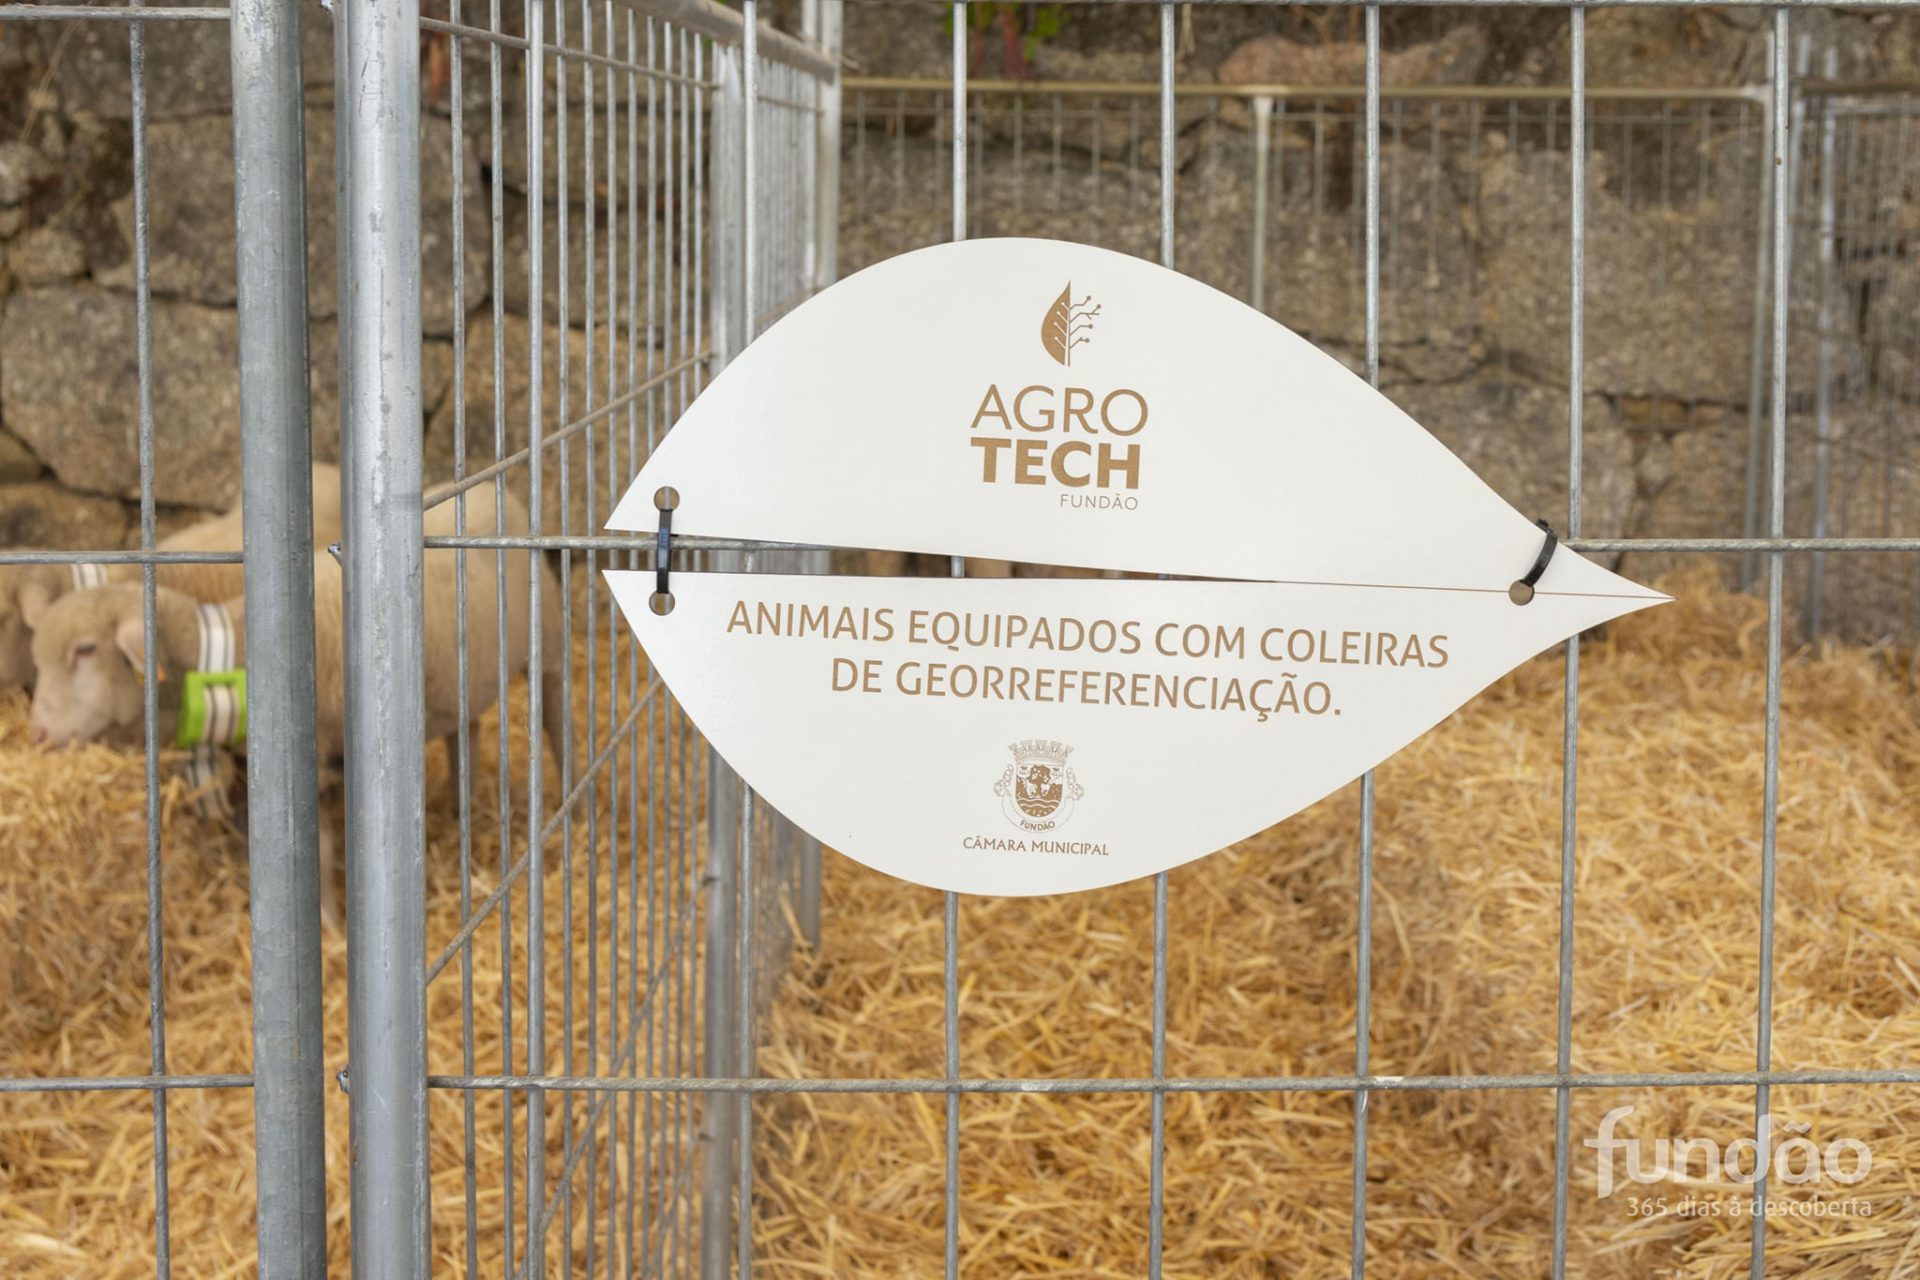 AGRO
TECH
FUNDÃO
ANIMAIS EQUIPADOS COM COLEIRAS
DE GEORREFERENCIAÇÃO.
FUNDÃO
CÂMARA MUNICIPAL
fundão
365 dias à descoberta